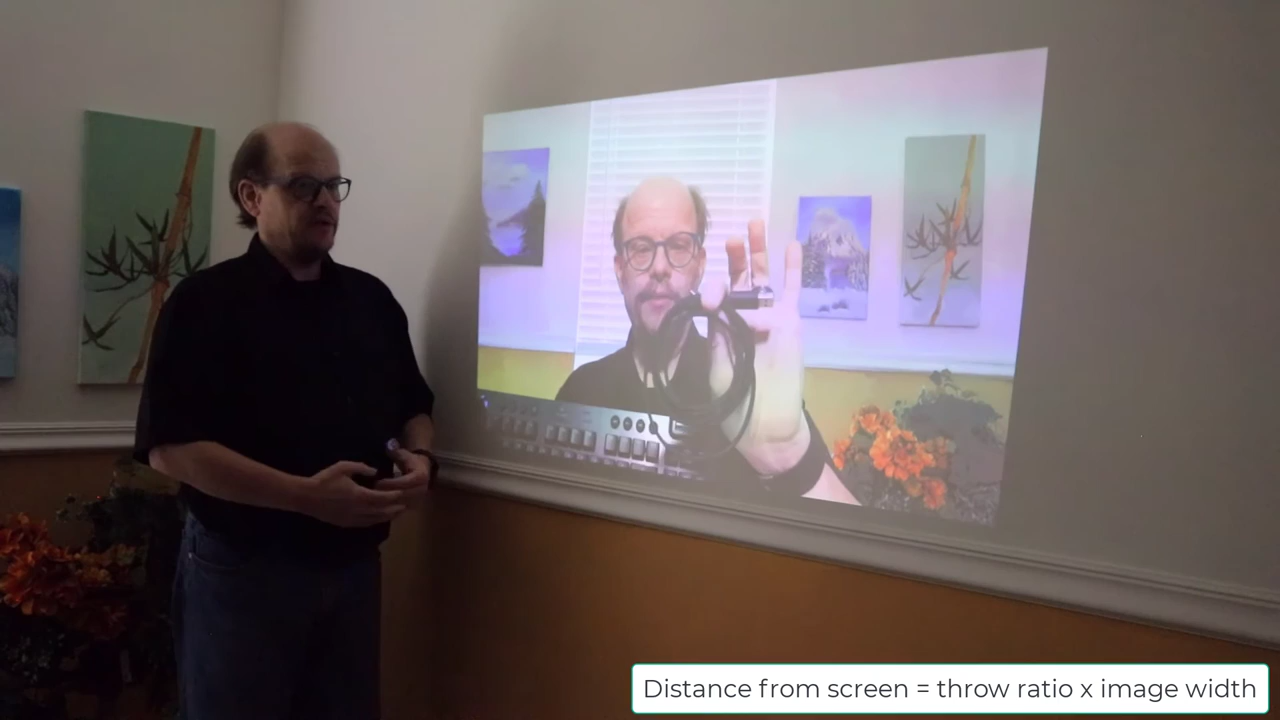 Distance from screen = throw ratio x image width